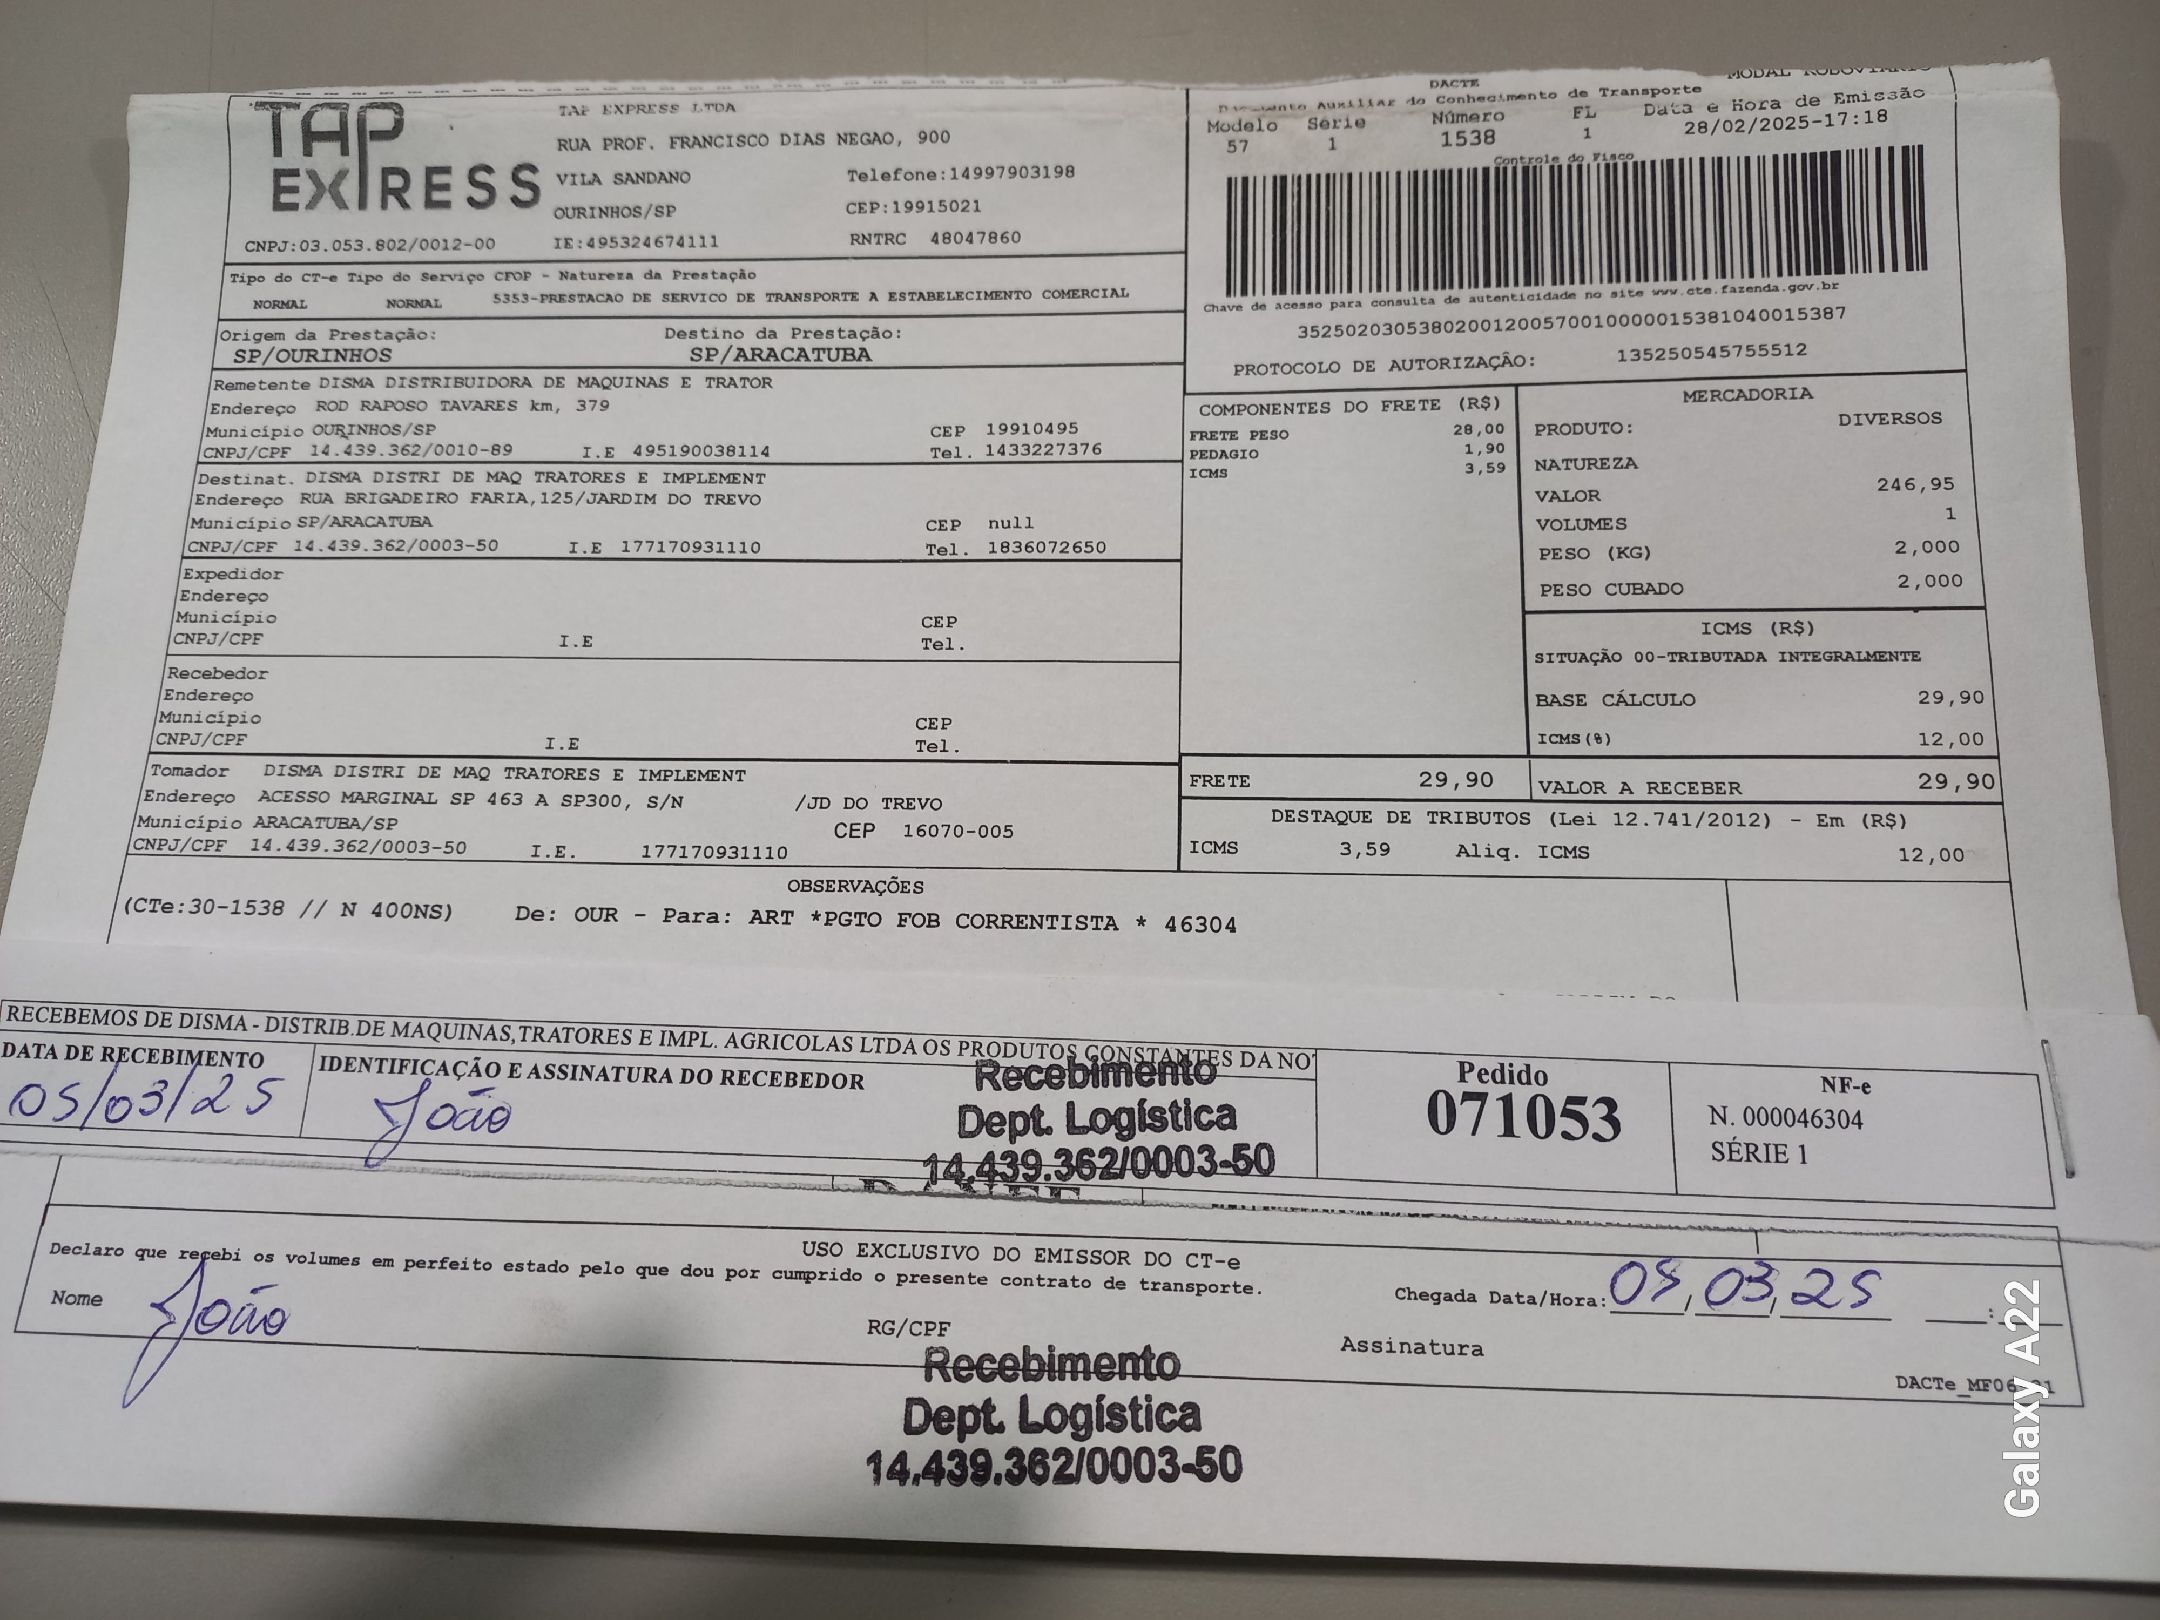 TAP
EXPRESS
TAP EXPRESS LTDA
RUA PROF. FRANCISCO DIAS NEGAO, 900
VILA SANDANO Telefone:14997903198
OURINHOS/SP CEP:19915021
CNPJ:03.053.802/0012-00 IE:495324674111 RNTRC 48047860
DACTE MODAL RODOVIÁRIO
Auxiliar do Conhecimento de Transporte
Modelo Série Número FL Data e Hora de Emissão
57 1 1538 1 28/02/2025-17:18
Controle do Fisco
Chave de acesso para consulta de autenticidade no site www.cte.fazenda.gov.br
35250203053802001200570010000015381040015387
PROTOCOLO DE AUTORIZAÇÃO: 135250545755512
Tipo do CT-e Tipo do Serviço CFOP - Natureza da Prestação
NORMAL NORMAL 5353-PRESTACAO DE SERVICO DE TRANSPORTE A ESTABELECIMENTO COMERCIAL
Origem da Prestação: Destino da Prestação:
SP/OURINHOS SP/ARACATUBA
Remetente DISMA DISTRIBUIDORA DE MAQUINAS E TRATOR
Endereço ROD RAPOSO TAVARES km, 379
Município OURINHOS/SP CEP 19910495
CNPJ/CPF 14.439.362/0010-89 I.E 495190038114 Tel. 1433227376
Destinat. DISMA DISTRI DE MAQ TRATORES E IMPLEMENT
Endereço RUA BRIGADEIRO FARIA,125/JARDIM DO TREVO
Município SP/ARACATUBA CEP null
CNPJ/CPF 14.439.362/0003-50 I.E 177170931110 Tel. 1836072650
Expedidor
Endereço
Município CEP
CNPJ/CPF I.E Tel.
Recebedor
Endereço
Município CEP
CNPJ/CPF I.E Tel.
Tomador DISMA DISTRI DE MAQ TRATORES E IMPLEMENT
Endereço ACESSO MARGINAL SP 463 A SP300, S/N /JD DO TREVO
Município ARACATUBA/SP CEP 16070-005
CNPJ/CPF 14.439.362/0003-50 I.E. 177170931110
COMPONENTES DO FRETE (R$)
FRETE PESO 28,00
PEDAGIO 1,90
ICMS 3,59
MERCADORIA
PRODUTO: DIVERSOS
NATUREZA
VALOR 246,95
VOLUMES 1
PESO (KG) 2,000
PESO CUBADO 2,000
ICMS (R$)
SITUAÇÃO 00-TRIBUTADA INTEGRALMENTE
BASE CÁLCULO 29,90
ICMS(%) 12,00
FRETE 29,90 VALOR A RECEBER 29,90
DESTAQUE DE TRIBUTOS (Lei 12.741/2012) - Em (R$)
ICMS 3,59 Aliq. ICMS 12,00
OBSERVAÇÕES
(CTe:30-1538 // N 400NS) De: OUR - Para: ART *PGTO FOB CORRENTISTA * 46304
RECEBEMOS DE DISMA - DISTRIB.DE MAQUINAS,TRATORES E IMPL. AGRICOLAS LTDA OS PRODUTOS CONSTANTES DA NO
DATA DE RECEBIMENTO IDENTIFICAÇÃO E ASSINATURA DO RECEBEDOR
05/03/25 João
Recebimento
Dept. Logística
14.439.362/0003-50
Pedido
071053
NF-e
N. 000046304
SÉRIE 1
USO EXCLUSIVO DO EMISSOR DO CT-e
Declaro que recebi os volumes em perfeito estado pelo que dou por cumprido o presente contrato de transporte.
Nome João RG/CPF Chegada Data/Hora: 05,03,25 :
Assinatura
Recebimento
Dept. Logística
14.439.362/0003-50
Galaxy A22